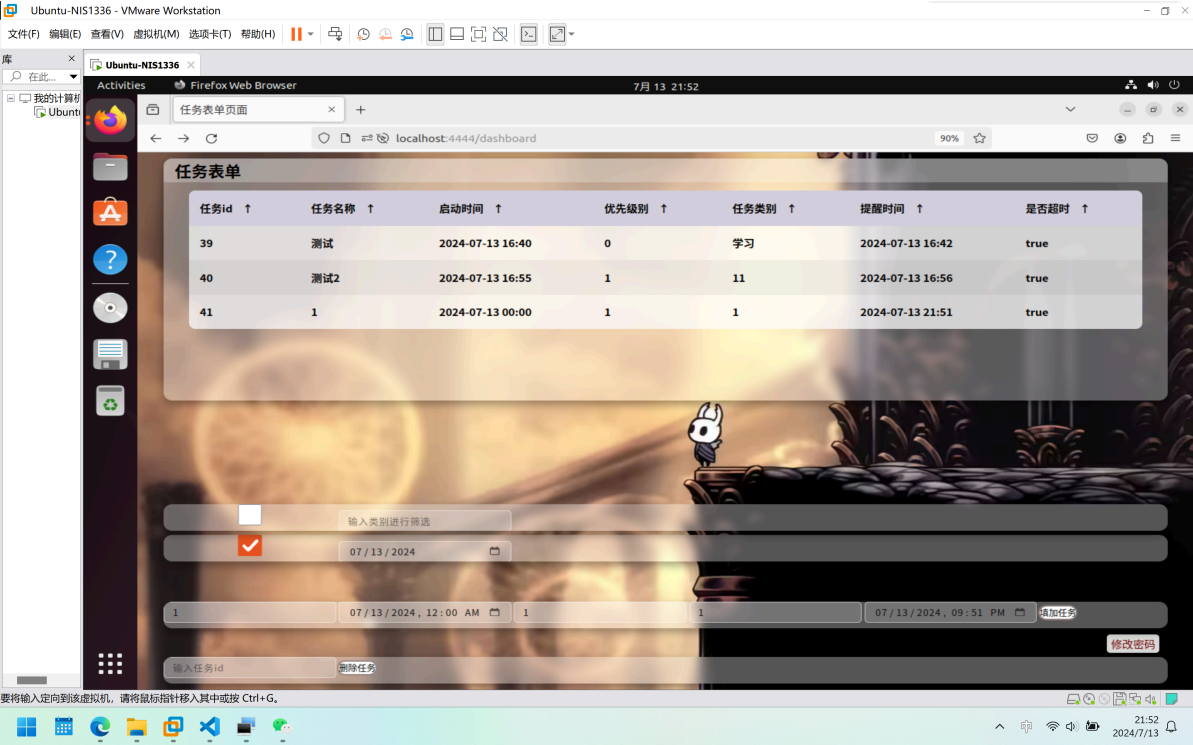 Ubuntu-NIS1336 - VMware Workstation
文件(F) 编辑(E) 查看(V) 虚拟机(M) 选项卡(T) 帮助(H)
库
在此...
我的计算机
Ubuntu
Ubuntu-NIS1336
Activities Firefox Web Browser 7月 13 21:52
任务表单页面
localhost:4444/dashboard 90%
任务表单
任务id ↑ 任务名称 ↑ 启动时间 ↑ 优先级别 ↑ 任务类别 ↑ 提醒时间 ↑ 是否超时 ↑
39 测试 2024-07-13 16:40 0 学习 2024-07-13 16:42 true
40 测试2 2024-07-13 16:55 1 11 2024-07-13 16:56 true
41 1 2024-07-13 00:00 1 1 2024-07-13 21:51 true
输入类别进行筛选
07/13/2024
1 07/13/2024, 12:00 AM 1 1 07/13/2024, 09:51 PM 填加任务
修改密码
输入任务id 删除任务
要将输入定向到该虚拟机，请将鼠标指针移入其中或按 Ctrl+G。
中
21:52
2024/7/13